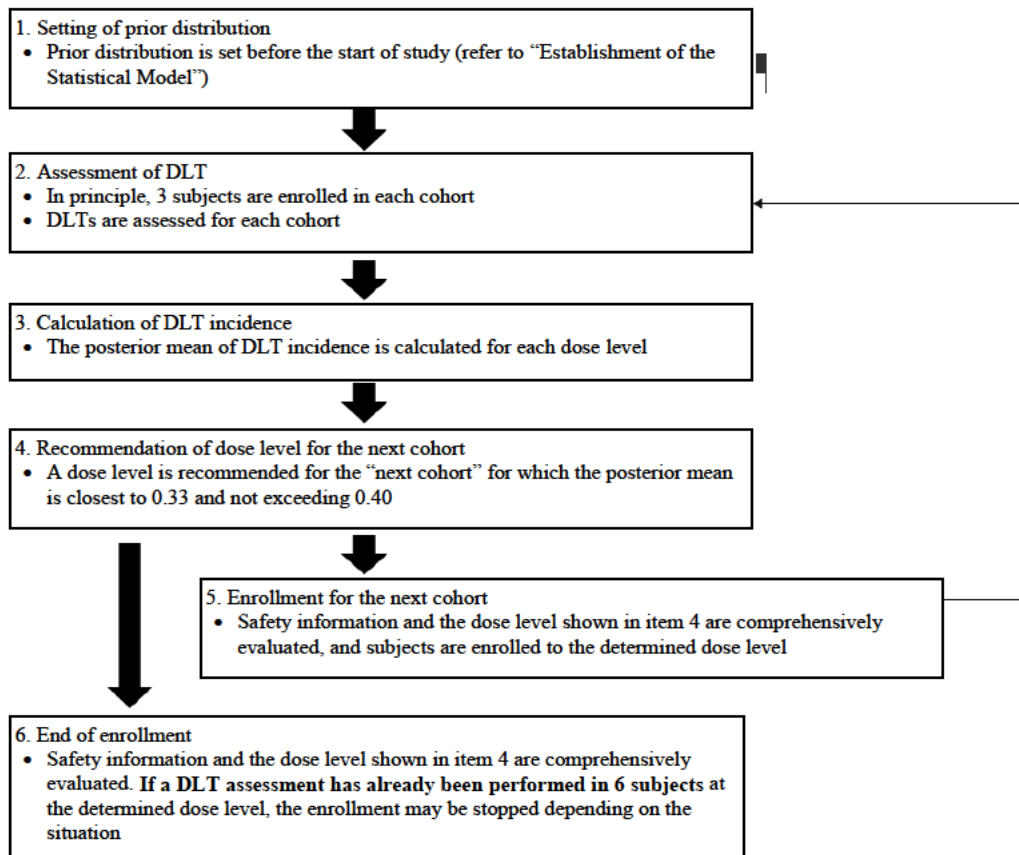 1. Setting of prior distribution
• Prior distribution is set before the start of study (refer to “Establishment of the
Statistical Model”)
2. Assessment of DLT
• In principle, 3 subjects are enrolled in each cohort
• DLTs are assessed for each cohort
3. Calculation of DLT incidence
• The posterior mean of DLT incidence is calculated for each dose level
4. Recommendation of dose level for the next cohort
• A dose level is recommended for the “next cohort” for which the posterior mean
is closest to 0.33 and not exceeding 0.40
5. Enrollment for the next cohort
• Safety information and the dose level shown in item 4 are comprehensively
evaluated, and subjects are enrolled to the determined dose level
6. End of enrollment
• Safety information and the dose level shown in item 4 are comprehensively
evaluated. If a DLT assessment has already been performed in 6 subjects at
the determined dose level, the enrollment may be stopped depending on the
situation